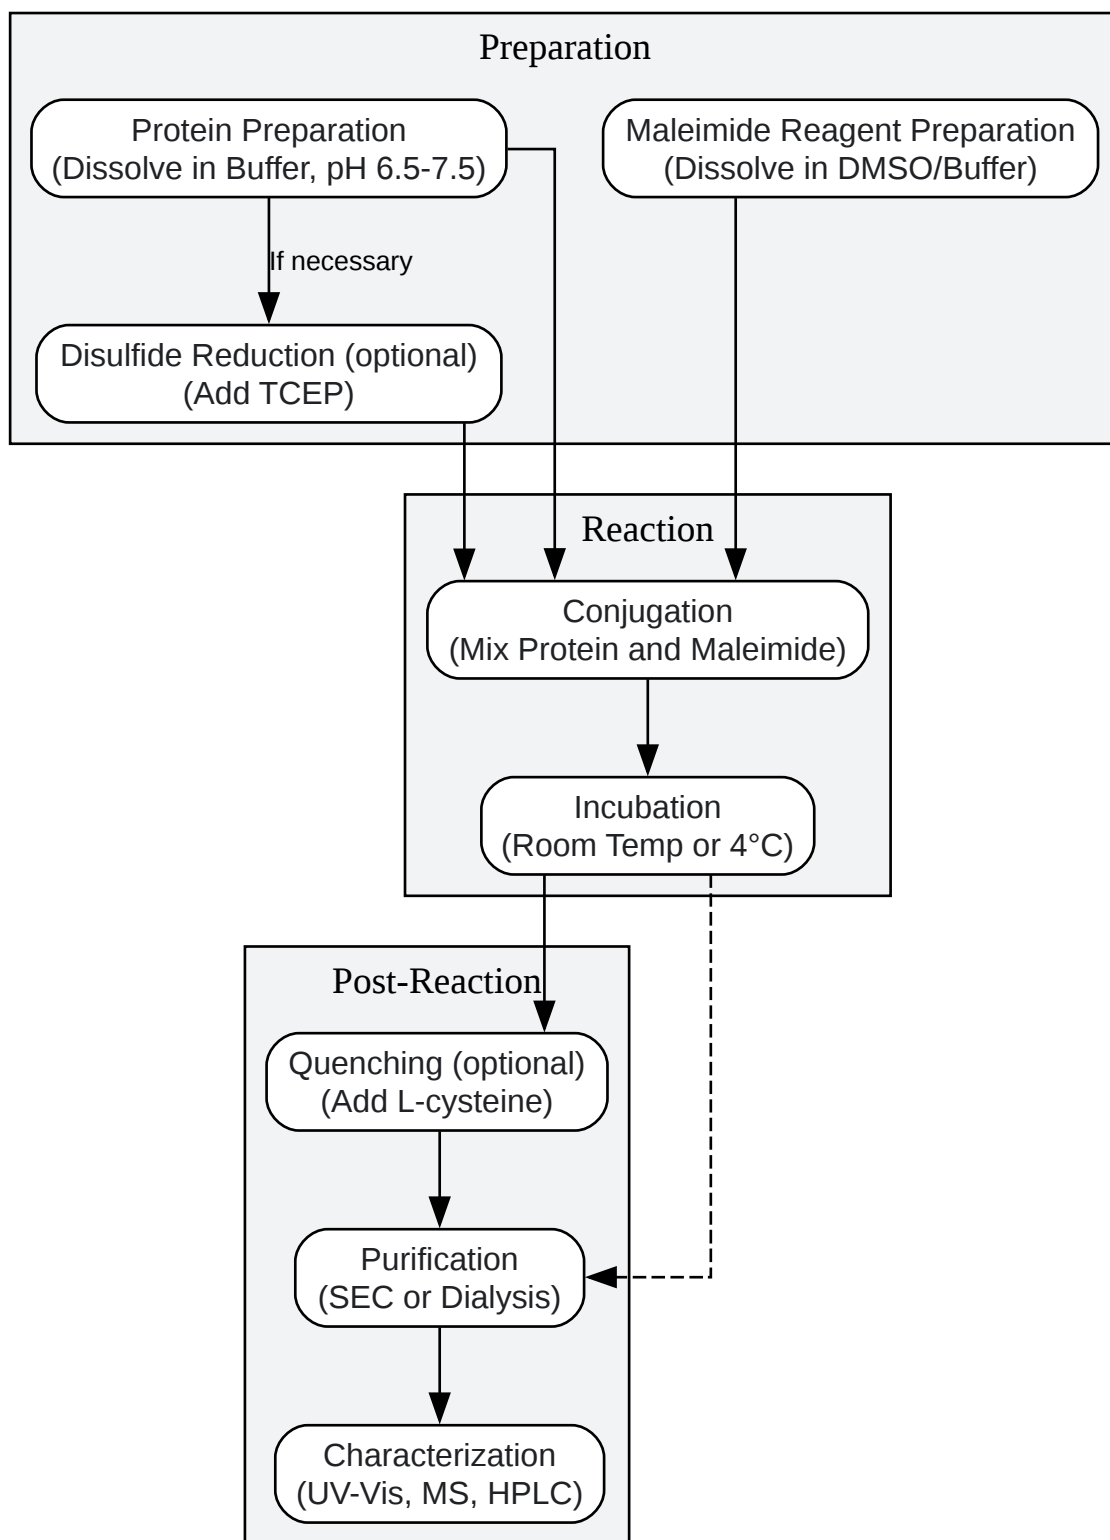 Preparation
Protein Preparation
(Dissolve in Buffer, pH 6.5-7.5)
Maleimide Reagent Preparation
(Dissolve in DMSO/Buffer)
If necessary
Disulfide Reduction (optional)
(Add TCEP)
Reaction
Conjugation
(Mix Protein and Maleimide)
Incubation
(Room Temp or 4°C)
Post-Reaction
Quenching (optional)
(Add L-cysteine)
Purification
(SEC or Dialysis)
Characterization
(UV-Vis, MS, HPLC)